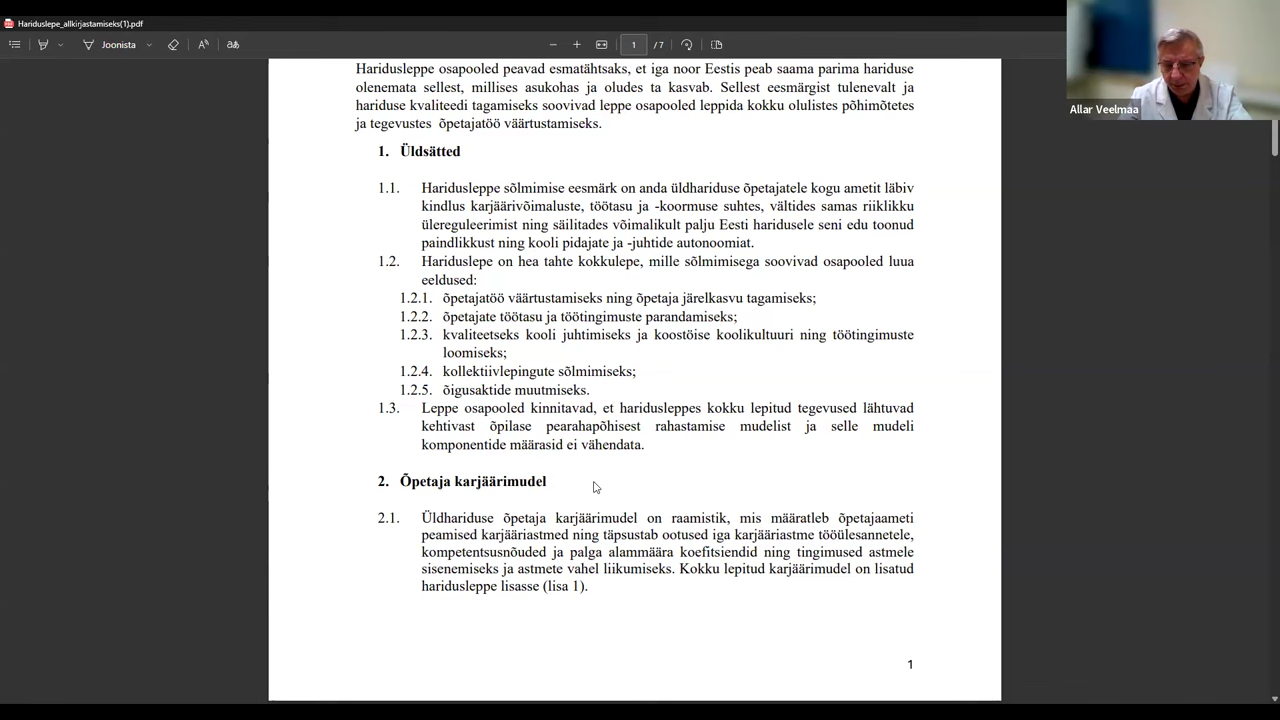 Hariduslepe_allkirjastamiseks(1).pdf
Joonista
1
/ 7
Allar Veelmaa
Haridusleppe osapooled peavad esmatähtsaks, et iga noor Eestis peab saama parima hariduse
olenemata sellest, millises asukohas ja oludes ta kasvab. Sellest eesmärgist tulenevalt ja
hariduse kvaliteedi tagamiseks soovivad leppe osapooled leppida kokku olulistes põhimõtetes
ja tegevustes õpetajatöö väärtustamiseks.
1. Üldsätted
1.1. Haridusleppe sõlmimise eesmärk on anda üldhariduse õpetajatele kogu ametit läbiv
kindlus karjäärivõimaluste, töötasu ja -koormuse suhtes, vältides samas riiklikku
ülereguleerimist ning säilitades võimalikult palju Eesti haridusele seni edu toonud
paindlikkust ning kooli pidajate ja -juhtide autonoomiat.
1.2. Hariduslepe on hea tahte kokkulepe, mille sõlmimisega soovivad osapooled luua
eeldused:
1.2.1. õpetajatöö väärtustamiseks ning õpetaja järelkasvu tagamiseks;
1.2.2. õpetajate töötasu ja töötingimuste parandamiseks;
1.2.3. kvaliteetseks kooli juhtimiseks ja koostöise koolikultuuri ning töötingimuste
loomiseks;
1.2.4. kollektiivlepingute sõlmimiseks;
1.2.5. õigusaktide muutmiseks.
1.3. Leppe osapooled kinnitavad, et haridusleppes kokku lepitud tegevused lähtuvad
kehtivast õpilase pearahapõhisest rahastamise mudelist ja selle mudeli
komponentide määrasid ei vähendata.
2. Õpetaja karjäärimudel
2.1. Üldhariduse õpetaja karjäärimudel on raamistik, mis määratleb õpetajaameti
peamised karjääriastmed ning täpsustab ootused iga karjääriastme tööülesannetele,
kompetentsusnõuded ja palga alammäära koefitsiendid ning tingimused astmele
sisenemiseks ja astmete vahel liikumiseks. Kokku lepitud karjäärimudel on lisatud
haridusleppe lisasse (lisa 1).
1